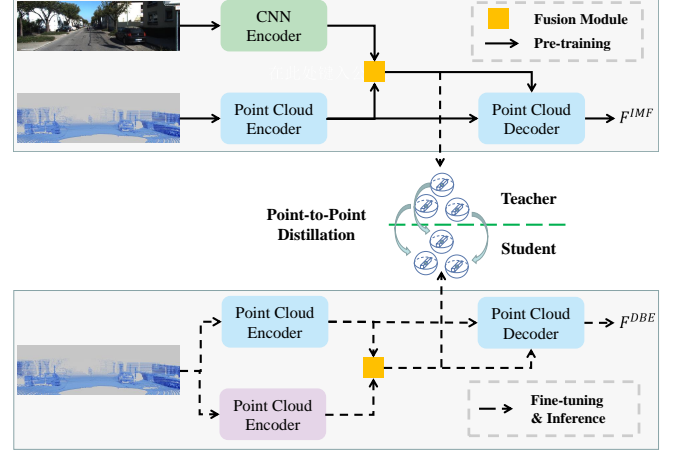 CNN
Encoder
Fusion Module
Pre-training
Point Cloud
Encoder
Point Cloud
Decoder
F^{IMF}
Point-to-Point
Distillation
Teacher
Student
Point Cloud
Encoder
Point Cloud
Decoder
F^{DBE}
Point Cloud
Encoder
Fine-tuning
& Inference